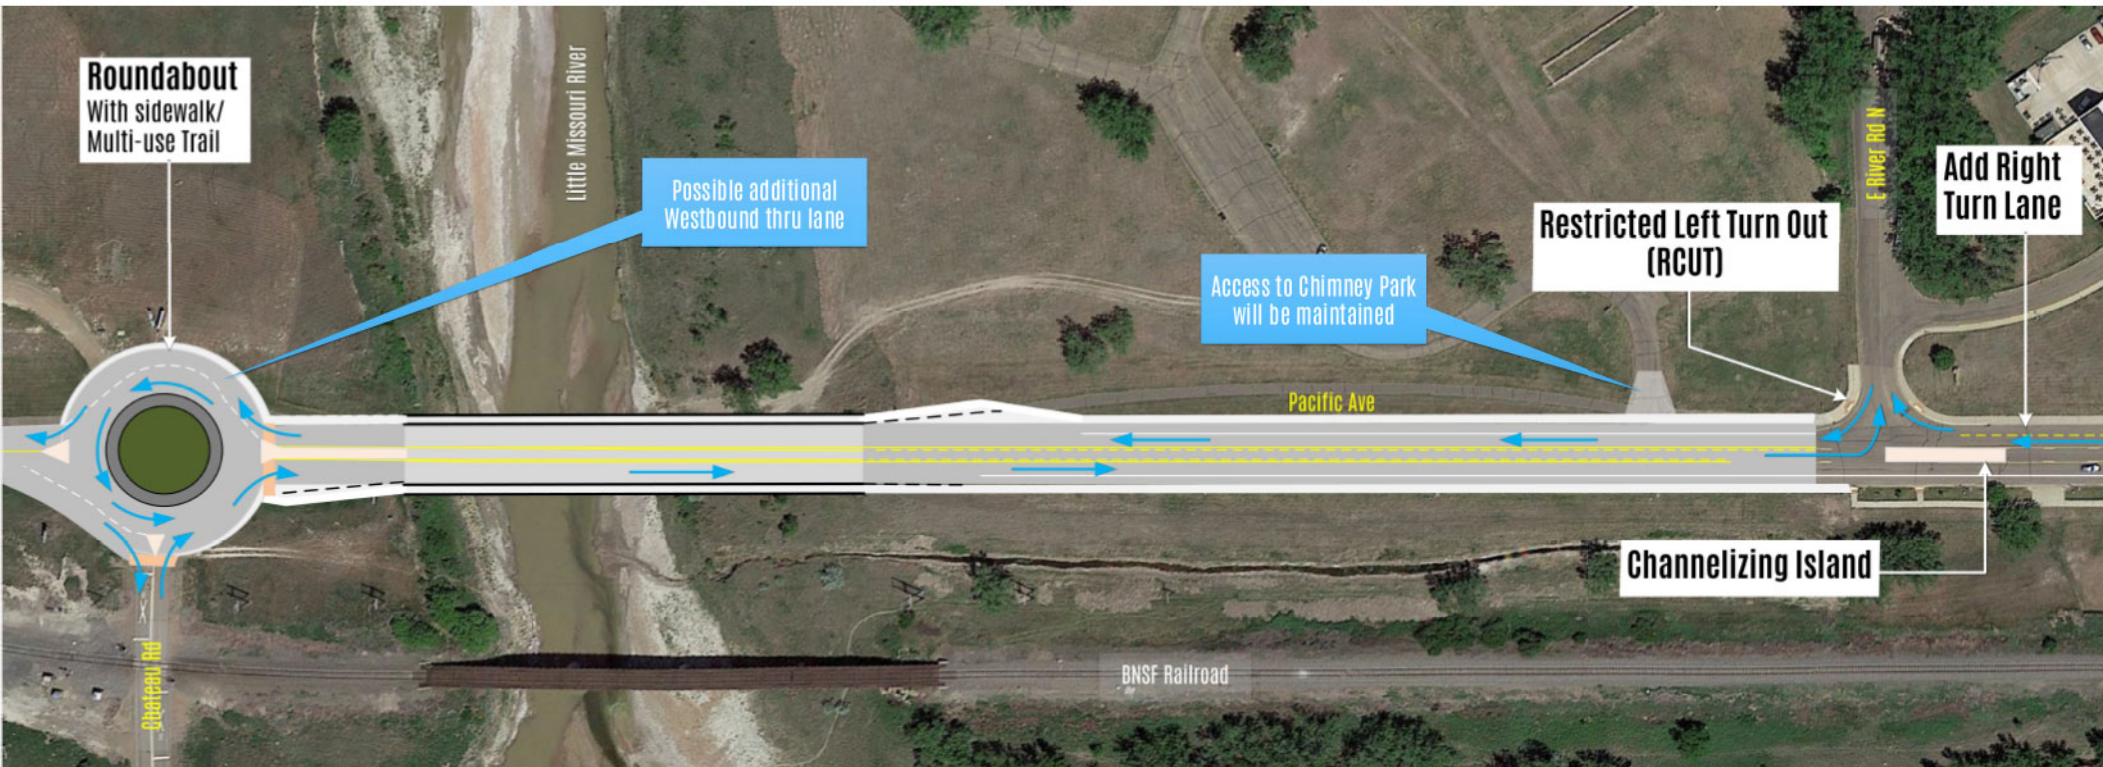 Roundabout
With sidewalk/
Multi-use Trail
Little Missouri River
Possible additional
Westbound thru lane
Access to Chimney Park
will be maintained
Restricted Left Turn Out
(RCUT)
E River Rd N
Add Right
Turn Lane
Pacific Ave
Channelizing Island
BNSF Railroad
Chateau Rd